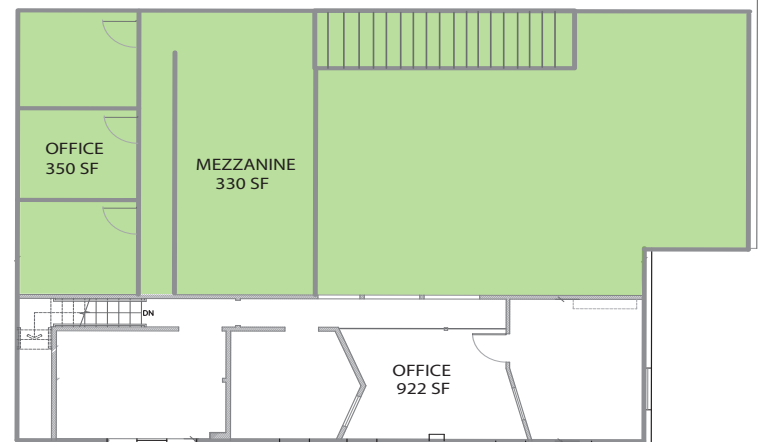 OFFICE
350 SF
MEZZANINE
330 SF
DN
OFFICE
922 SF